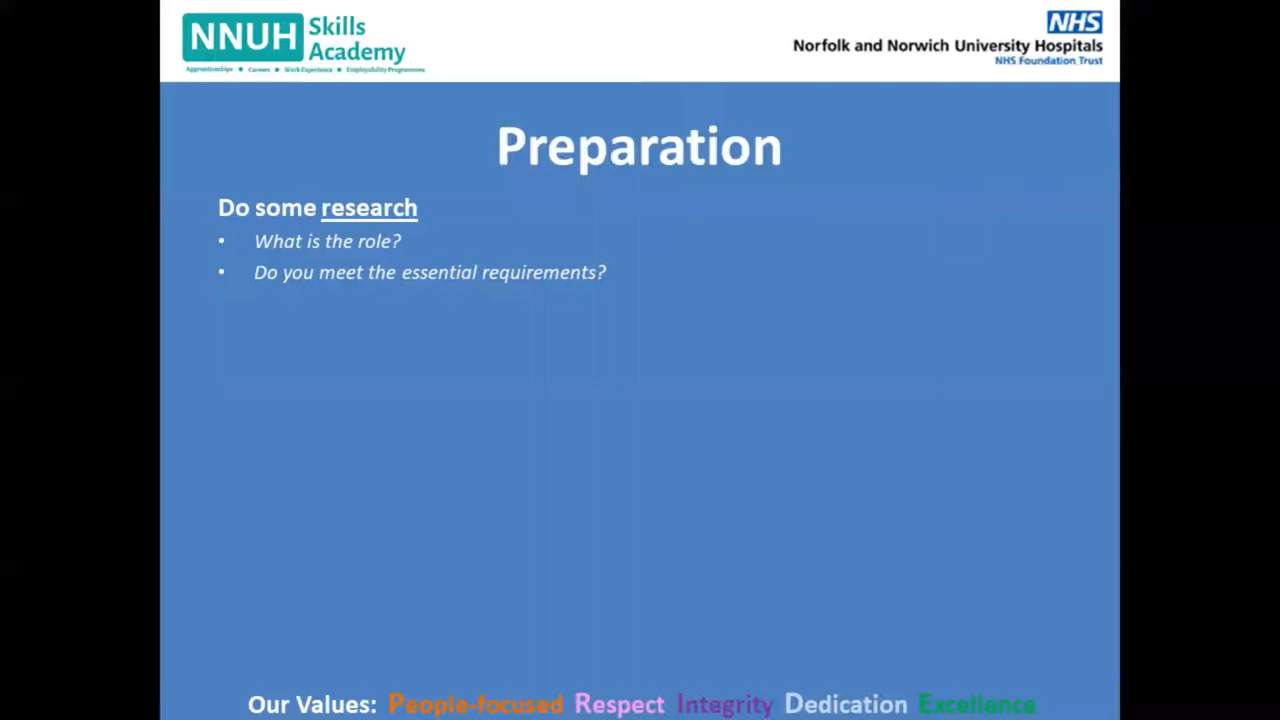 NNUH Skills Academy
Apprenticeships • Careers • Work Experience • Employability Programme
NHS
Norfolk and Norwich University Hospitals
NHS Foundation Trust
Preparation
Do some research
• What is the role?
• Do you meet the essential requirements?
Our Values: People-focused Respect Integrity Dedication Excellence